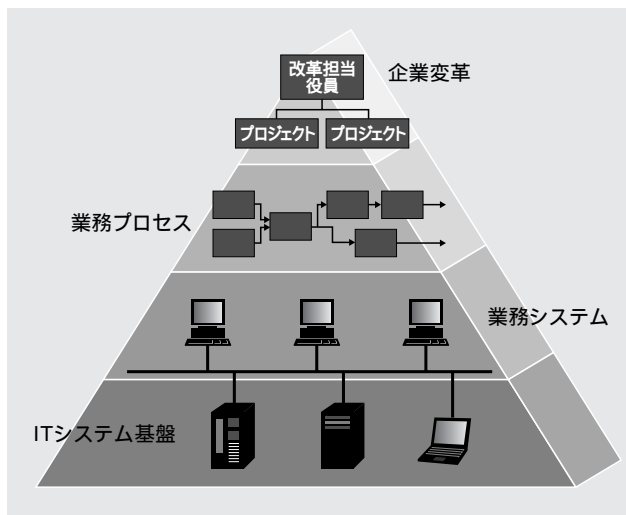 改革担当
役員
企業変革
プロジェクト
プロジェクト
業務プロセス
業務システム
ITシステム基盤